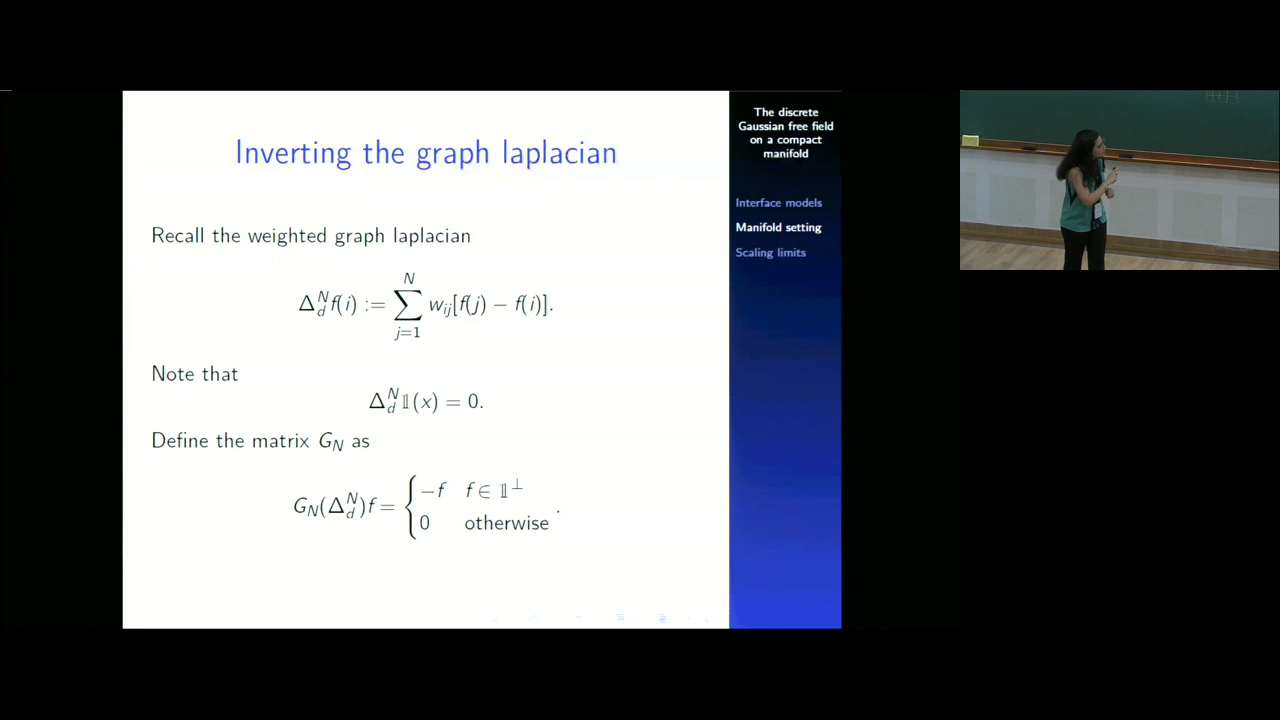 Inverting the graph laplacian
Recall the weighted graph laplacian
Δ_d^N f(i) := ∑_{j=1}^{N} w_{ij}[f(j) − f(i)].
Note that
Δ_d^N 𝟙(x) = 0.
Define the matrix G_N as
G_N(Δ_d^N)f = { −f f ∈ 𝟙^⊥
0 otherwise .
The discrete
Gaussian free field
on a compact
manifold
Interface models
Manifold setting
Scaling limits